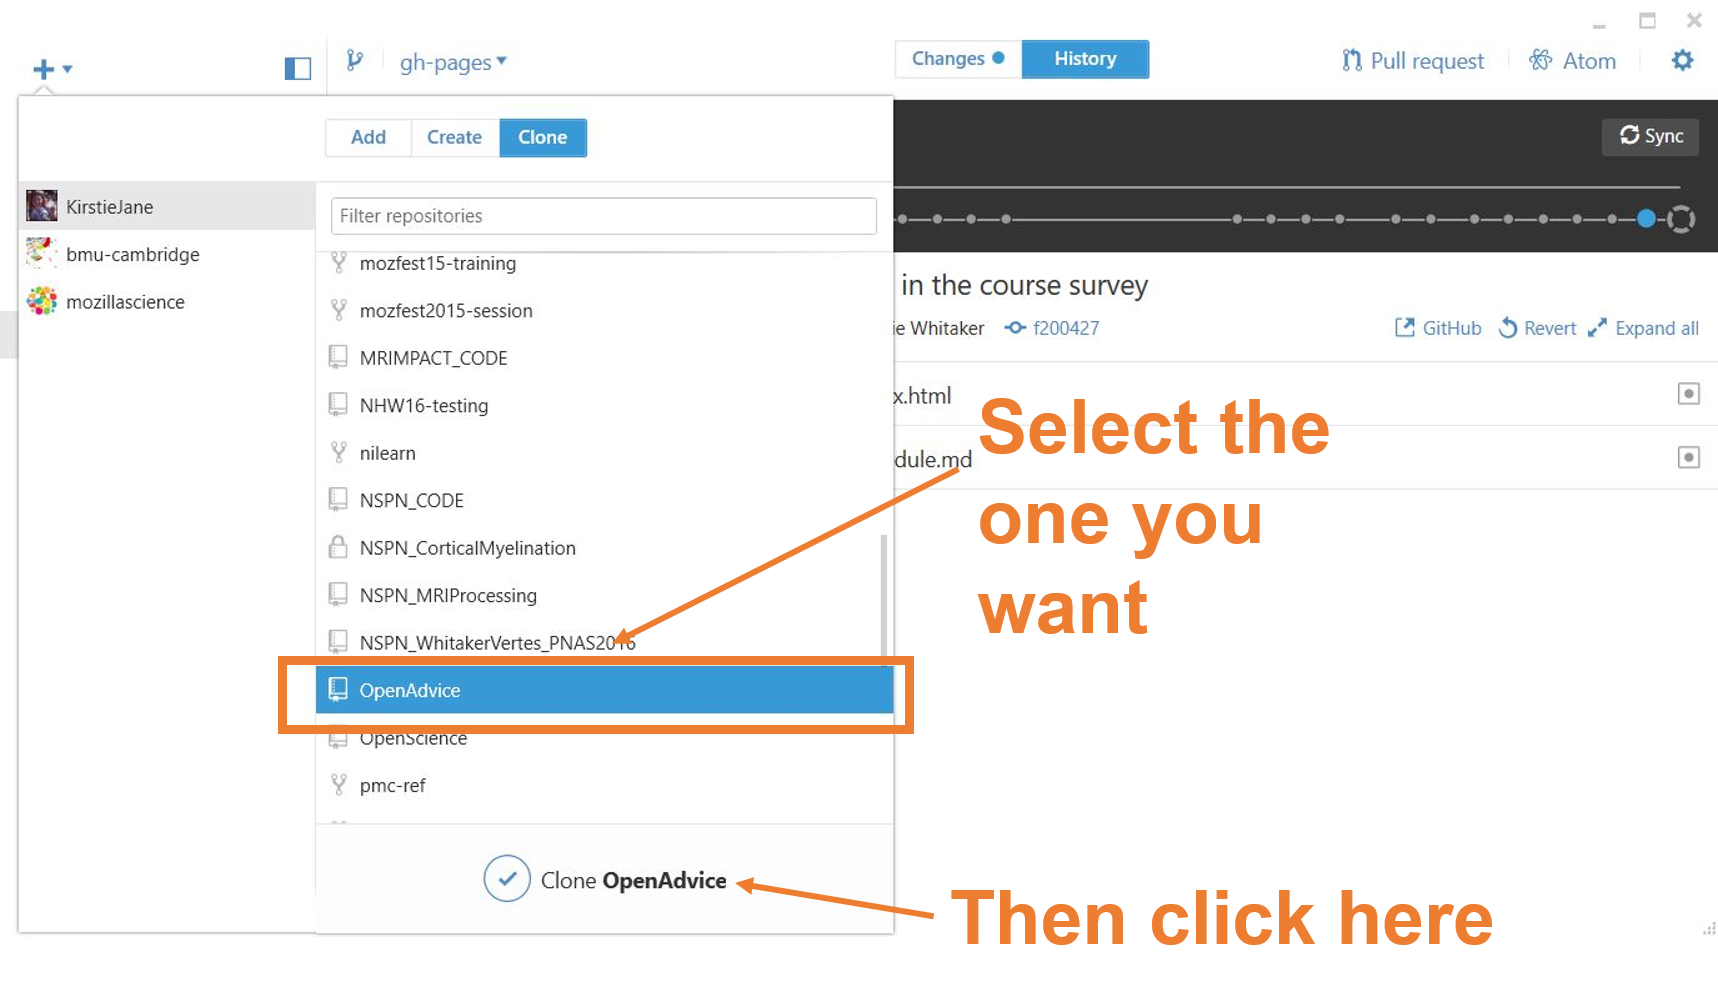 gh-pages
Changes
History
Pull request
Atom
Add
Create
Clone
Sync
KirstieJane
bmu-cambridge
mozillascience
Filter repositories
mozfest15-training
mozfest2015-session
MRIMPACT_CODE
NHW16-testing
nilearn
NSPN_CODE
NSPN_CorticalMyelination
NSPN_MRIProcessing
NSPN_WhitakerVertes_PNAS2016
OpenAdvice
OpenScience
pmc-ref
Clone OpenAdvice
in the course survey
ie Whitaker
f200427
GitHub
Revert
Expand all
x.html
dule.md
Select the
one you
want
Then click here